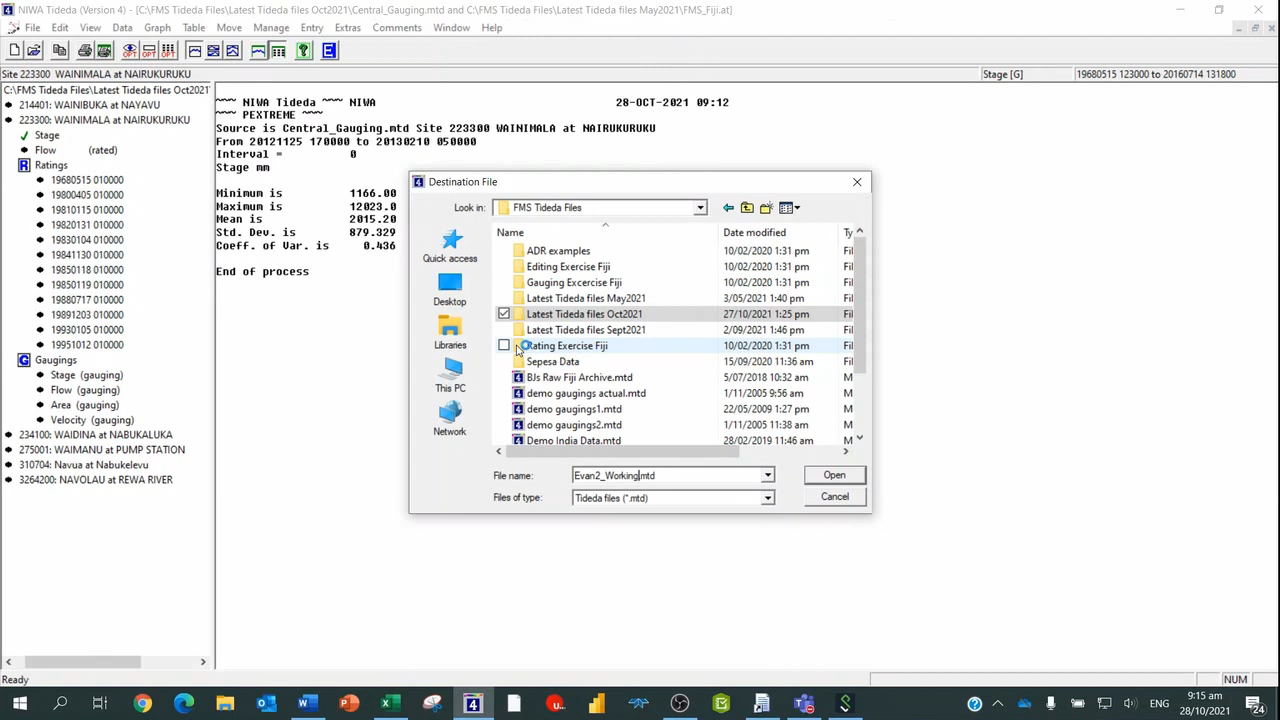 NIWA Tideda (Version 4) - [C:\FMS Tideda Files\Latest Tideda files Oct2021\Central_Gauging.mtd and C:\FMS Tideda Files\Latest Tideda files May2021\FMS_Fiji.at]
File Edit View Data Graph Table Move Manage Entry Extras Comments Window Help
Site 223300 WAINIMALA at NAIRUKURUKU Stage [G] 19680515 123000 to 20160714 131800
C:\FMS Tideda Files\Latest Tideda files Oct2021\
214401: WAINIBUKA at NAYAVU
223300: WAINIMALA at NAIRUKURUKU
Stage
Flow (rated)
Ratings
19680515 010000
19800405 010000
19810115 010000
19820131 010000
19830104 010000
19841130 010000
19850118 010000
19850119 010000
19880717 010000
19891203 010000
19930105 010000
19951012 010000
Gaugings
Stage (gauging)
Flow (gauging)
Area (gauging)
Velocity (gauging)
234100: WAIDINA at NABUKALUKA
275001: WAIMANU at PUMP STATION
310704: Navua at Nabukelevu
3264200: NAVOLAU at REWA RIVER
~~~ NIWA Tideda ~~~ NIWA 28-OCT-2021 09:12
~~~ PEXTREME ~~~
Source is Central_Gauging.mtd Site 223300 WAINIMALA at NAIRUKURUKU
From 20121125 170000 to 20130210 050000
Interval = 0
Stage mm
Minimum is 1166.00
Maximum is 12023.0
Mean is 2015.20
Std. Dev. is 879.329
Coeff. of Var. is 0.436
End of process
Destination File
Look in: FMS Tideda Files
Quick access
Desktop
Libraries
This PC
Network
Name Date modified Ty
ADR examples 10/02/2020 1:31 pm Fil
Editing Exercise Fiji 10/02/2020 1:31 pm Fil
Gauging Excercise Fiji 10/02/2020 1:31 pm Fil
Latest Tideda files May2021 3/05/2021 1:40 pm Fil
Latest Tideda files Oct2021 27/10/2021 1:25 pm Fil
Latest Tideda files Sept2021 2/09/2021 1:46 pm Fil
Rating Exercise Fiji 10/02/2020 1:31 pm Fil
Sepesa Data 15/09/2020 11:36 am Fil
BJs Raw Fiji Archive.mtd 5/07/2018 10:32 am M
demo gaugings actual.mtd 1/11/2005 9:56 am M
demo gaugings1.mtd 22/05/2009 1:27 pm M
demo gaugings2.mtd 1/11/2005 11:38 am M
Demo India Data.mtd 28/02/2019 11:46 am M
File name: Evan2_Working.mtd Open
Files of type: Tideda files (*.mtd) Cancel
Ready NUM
9:15 am
28/10/2021
24